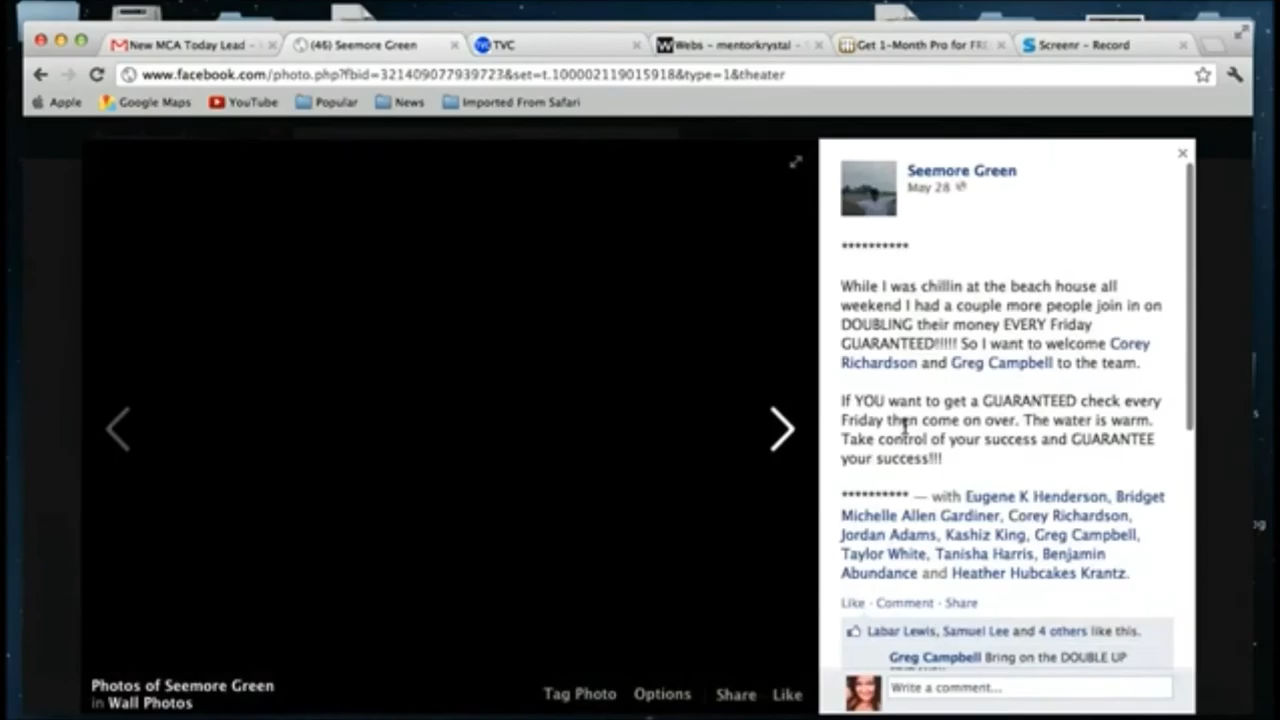 New MCA Today Lead -
(46) Seemore Green
TVC
Webs - mentorkrystal -
Get 1-Month Pro for FRE
Screenr - Record
www.facebook.com/photo.php?fbid=321409077939723&set=t.100002119015918&type=1&theater
Apple
Google Maps
YouTube
Popular
News
Imported From Safari
Seemore Green
May 28
**********
While I was chillin at the beach house all
weekend I had a couple more people join in on
DOUBLING their money EVERY Friday
GUARANTEED!!!!! So I want to welcome Corey
Richardson and Greg Campbell to the team.
If YOU want to get a GUARANTEED check every
Friday then come on over. The water is warm.
Take control of your success and GUARANTEE
your success!!!
********** — with Eugene K Henderson, Bridget
Michelle Allen Gardiner, Corey Richardson,
Jordan Adams, Kashiz King, Greg Campbell,
Taylor White, Tanisha Harris, Benjamin
Abundance and Heather Hubcakes Krantz.
Like · Comment · Share
Labar Lewis, Samuel Lee and 4 others like this.
Greg Campbell Bring on the DOUBLE UP
Write a comment...
Photos of Seemore Green
in Wall Photos
Tag Photo
Options
Share
Like